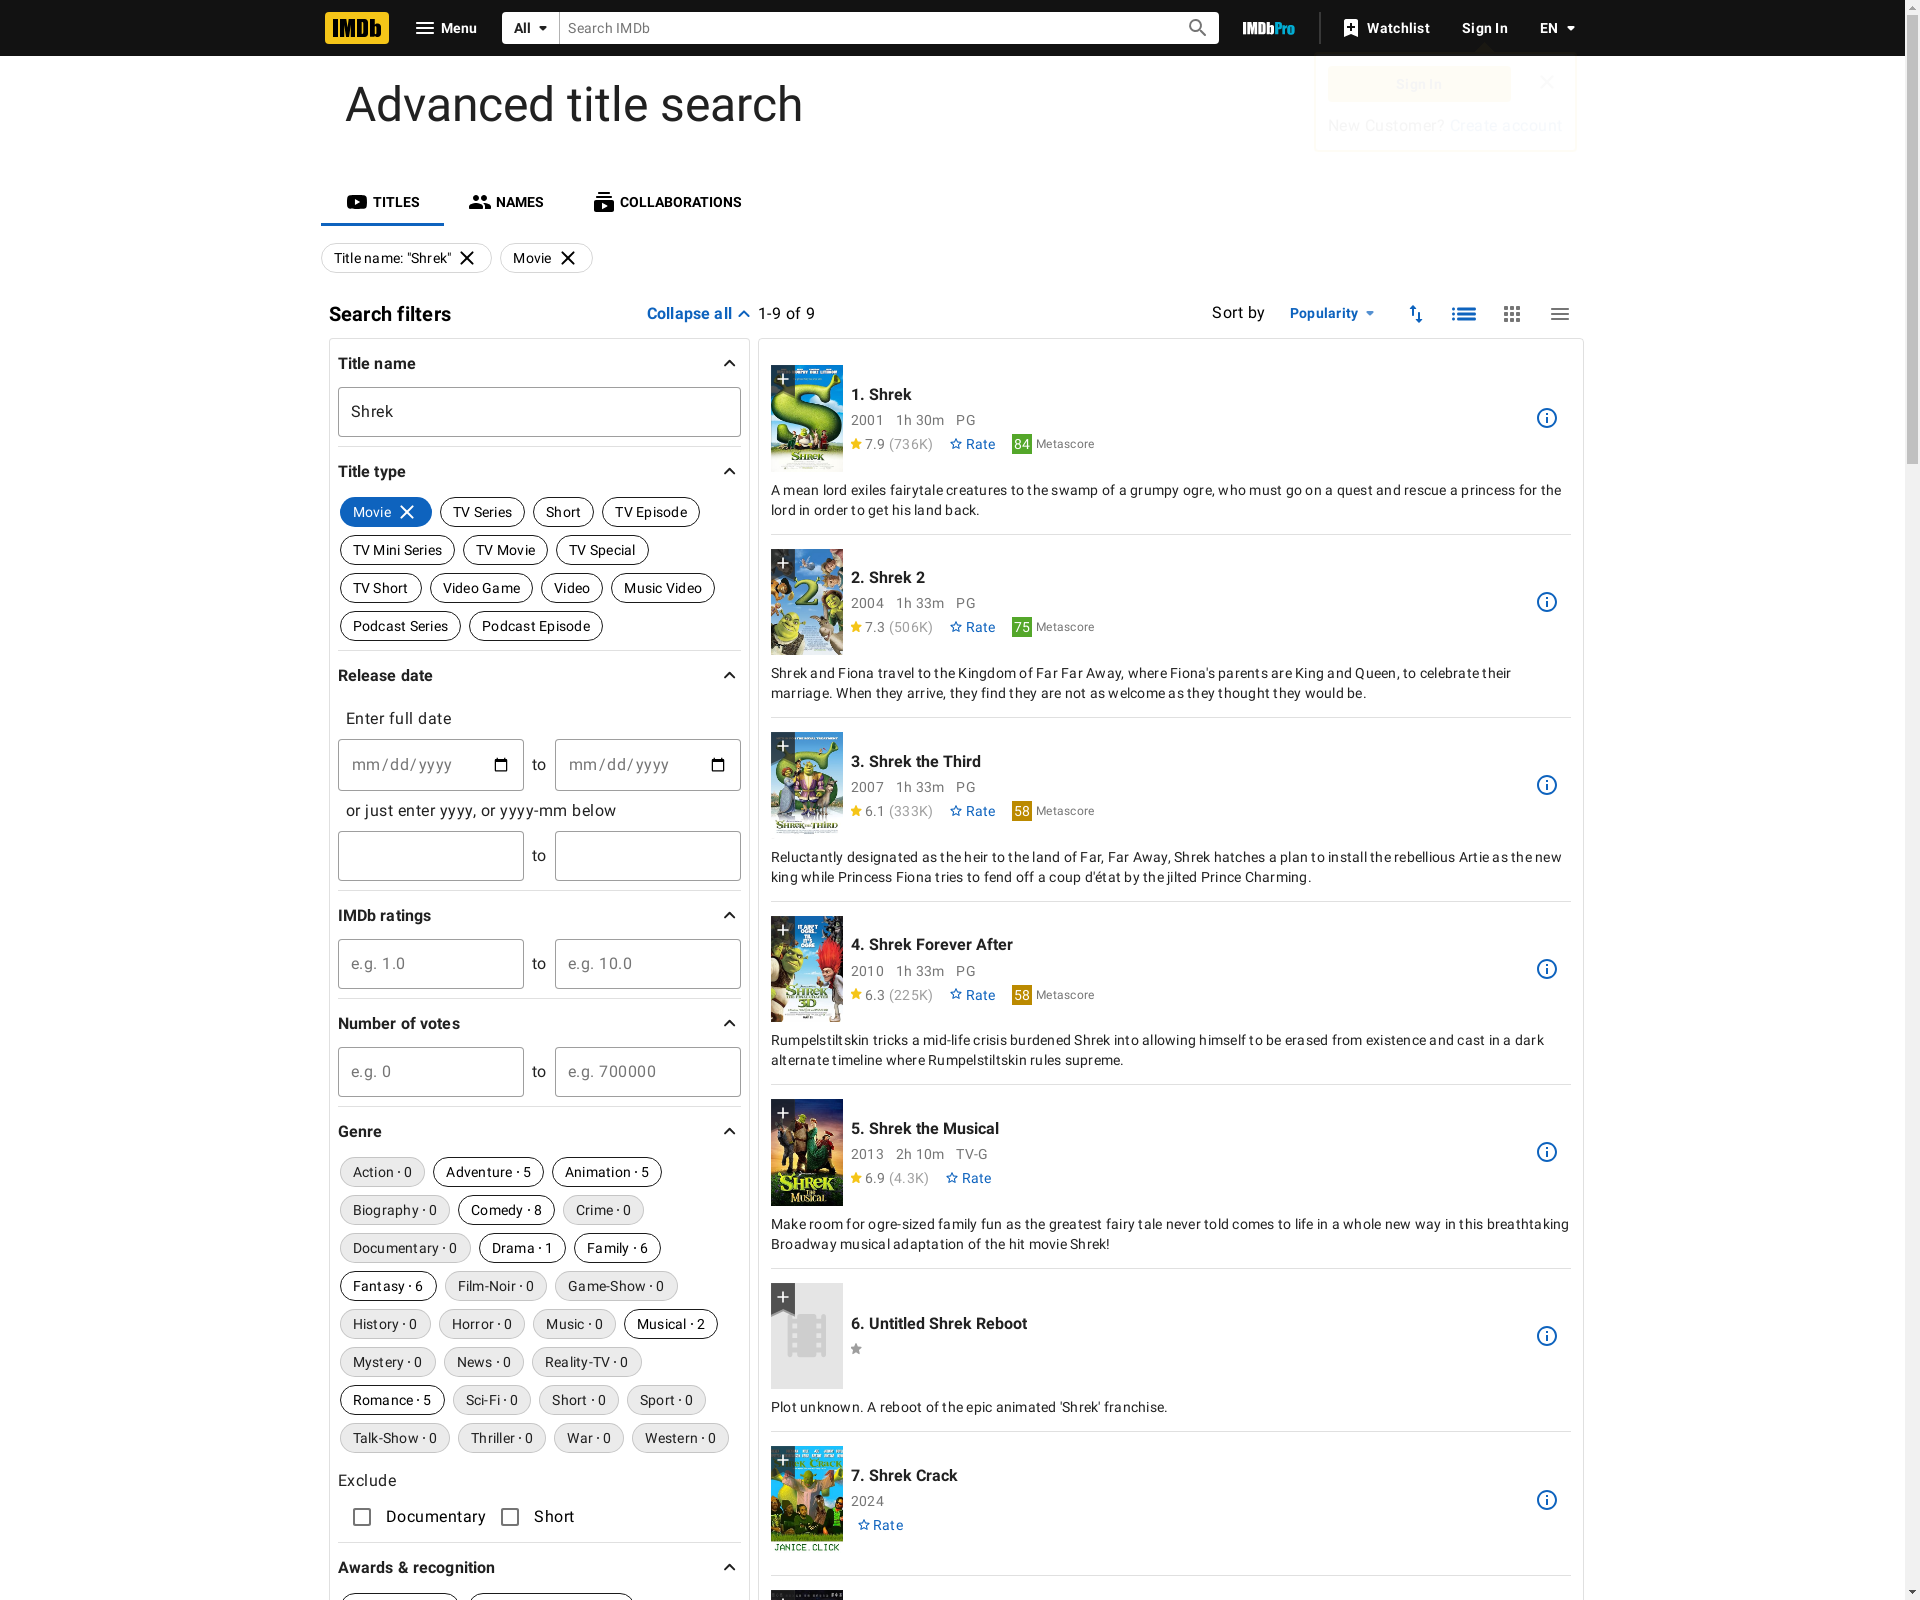 IMDb Menu All Search IMDb IMDbPro Watchlist Sign In EN
Advanced title search
Sign In
New Customer? Create account
TITLES NAMES COLLABORATIONS
Title name: "Shrek" Movie
Search filters Collapse all
1-9 of 9 Sort by Popularity
Title name
Shrek
Title type
Movie TV Series Short TV Episode
TV Mini Series TV Movie TV Special
TV Short Video Game Video Music Video
Podcast Series Podcast Episode
Release date
Enter full date
mm/dd/yyyy to mm/dd/yyyy
or just enter yyyy, or yyyy-mm below
to
IMDb ratings
e.g. 1.0 to e.g. 10.0
Number of votes
e.g. 0 to e.g. 700000
Genre
Action · 0 Adventure · 5 Animation · 5
Biography · 0 Comedy · 8 Crime · 0
Documentary · 0 Drama · 1 Family · 6
Fantasy · 6 Film-Noir · 0 Game-Show · 0
History · 0 Horror · 0 Music · 0 Musical · 2
Mystery · 0 News · 0 Reality-TV · 0
Romance · 5 Sci-Fi · 0 Short · 0 Sport · 0
Talk-Show · 0 Thriller · 0 War · 0 Western · 0
Exclude
Documentary Short
Awards & recognition
SHREK
1. Shrek
2001 1h 30m PG
7.9 (736K) Rate 84 Metascore
A mean lord exiles fairytale creatures to the swamp of a grumpy ogre, who must go on a quest and rescue a princess for the
lord in order to get his land back.
2
2. Shrek 2
2004 1h 33m PG
7.3 (506K) Rate 75 Metascore
Shrek and Fiona travel to the Kingdom of Far Far Away, where Fiona's parents are King and Queen, to celebrate their
marriage. When they arrive, they find they are not as welcome as they thought they would be.
SHREK THE THIRD
3. Shrek the Third
2007 1h 33m PG
6.1 (333K) Rate 58 Metascore
Reluctantly designated as the heir to the land of Far, Far Away, Shrek hatches a plan to install the rebellious Artie as the new
king while Princess Fiona tries to fend off a coup d'état by the jilted Prince Charming.
IT AIN'T
OGRE
TIL
IT'S
OGRE
SHREK
THE FINAL CHAPTER
3D
4. Shrek Forever After
2010 1h 33m PG
6.3 (225K) Rate 58 Metascore
Rumpelstiltskin tricks a mid-life crisis burdened Shrek into allowing himself to be erased from existence and cast in a dark
alternate timeline where Rumpelstiltskin rules supreme.
SHREK
THE
MUSICAL
5. Shrek the Musical
2013 2h 10m TV-G
6.9 (4.3K) Rate
Make room for ogre-sized family fun as the greatest fairy tale never told comes to life in a whole new way in this breathtaking
Broadway musical adaptation of the hit movie Shrek!
6. Untitled Shrek Reboot
Plot unknown. A reboot of the epic animated 'Shrek' franchise.
JANICE.CLICK
7. Shrek Crack
2024
Rate